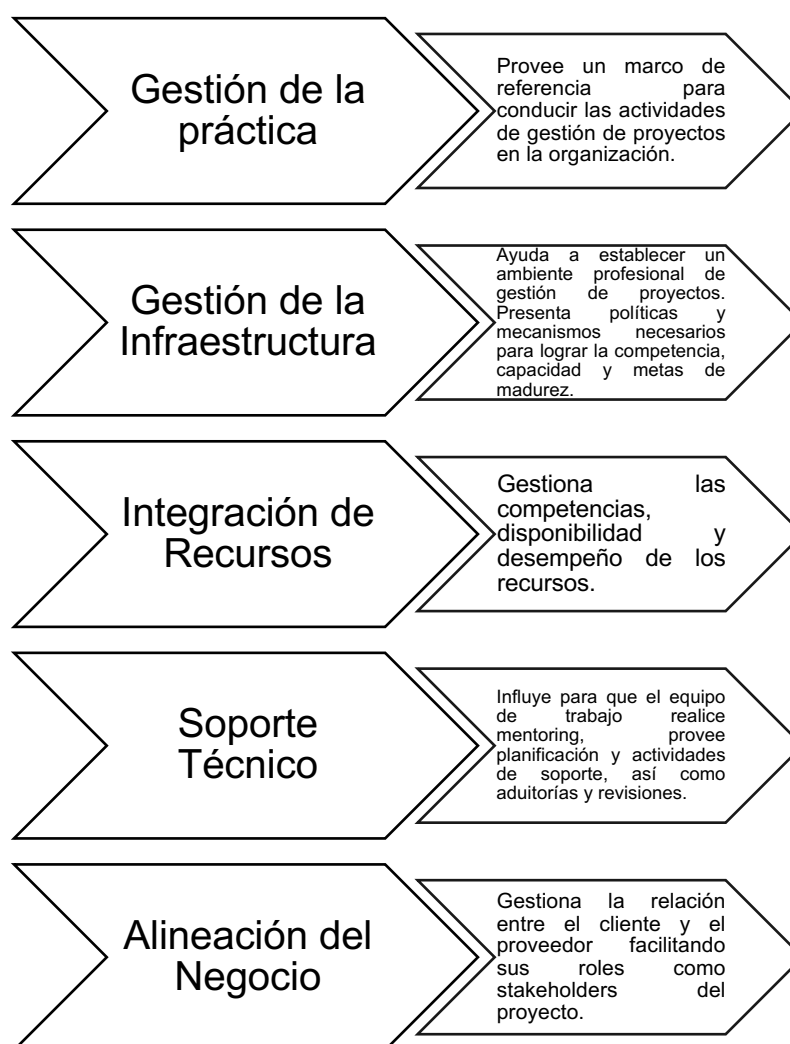 Gestión de la
práctica
Provee un marco de
referencia para
conducir las actividades
de gestión de proyectos
en la organización.
Gestión de la
Infraestructura
Ayuda a establecer un
ambiente profesional de
gestión de proyectos.
Presenta políticas y
mecanismos necesarios
para lograr la competencia,
capacidad y metas de
madurez.
Integración de
Recursos
Gestiona las
competencias,
disponibilidad y
desempeño de los
recursos.
Soporte
Técnico
Influye para que el equipo
de trabajo realice
mentoring, provee
planificación y actividades
de soporte, así como
aduitorías y revisiones.
Alineación del
Negocio
Gestiona la relación
entre el cliente y el
proveedor facilitando
sus roles como
stakeholders del
proyecto.